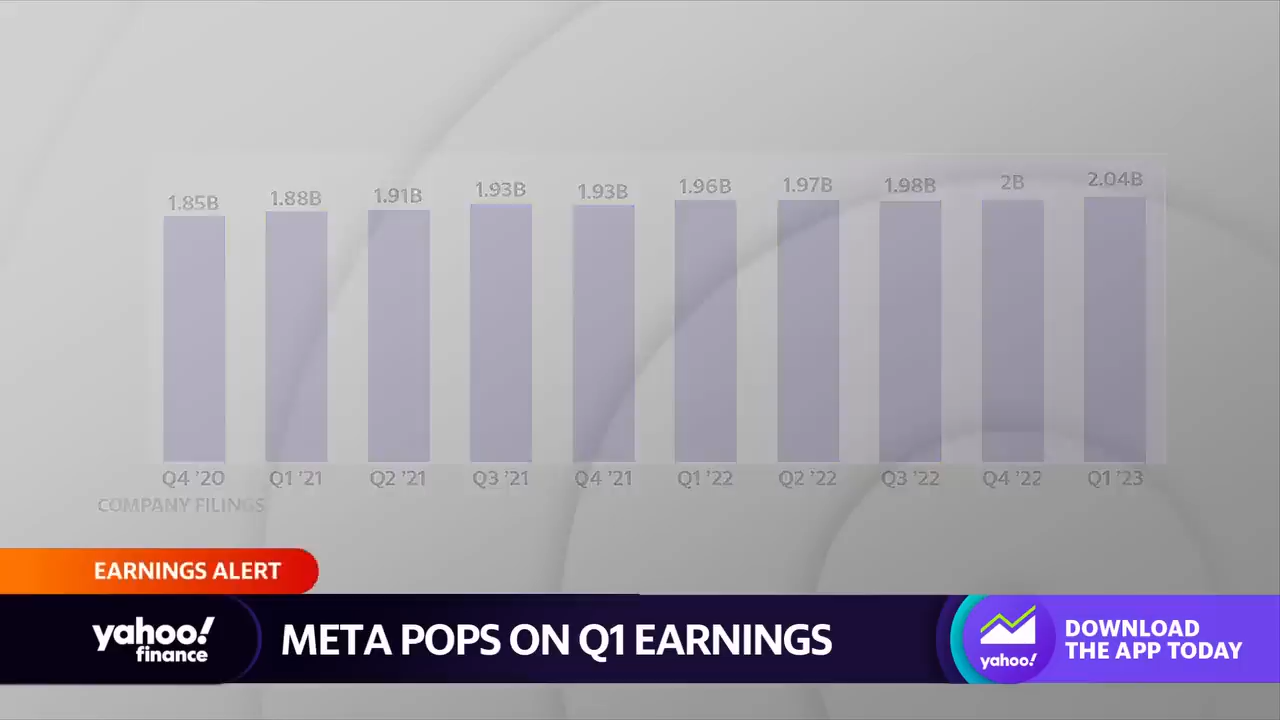 1.85B 1.88B 1.91B 1.93B 1.93B 1.96B 1.97B 1.98B 2B 2.04B
Q4 ’20 Q1 ’21 Q2 ’21 Q3 ’21 Q4 ’21 Q1 ’22 Q2 ’22 Q3 ’22 Q4 ’22 Q1 ’23
COMPANY FILINGS
EARNINGS ALERT
yahoo!
finance
META POPS ON Q1 EARNINGS
yahoo!
DOWNLOAD
THE APP TODAY